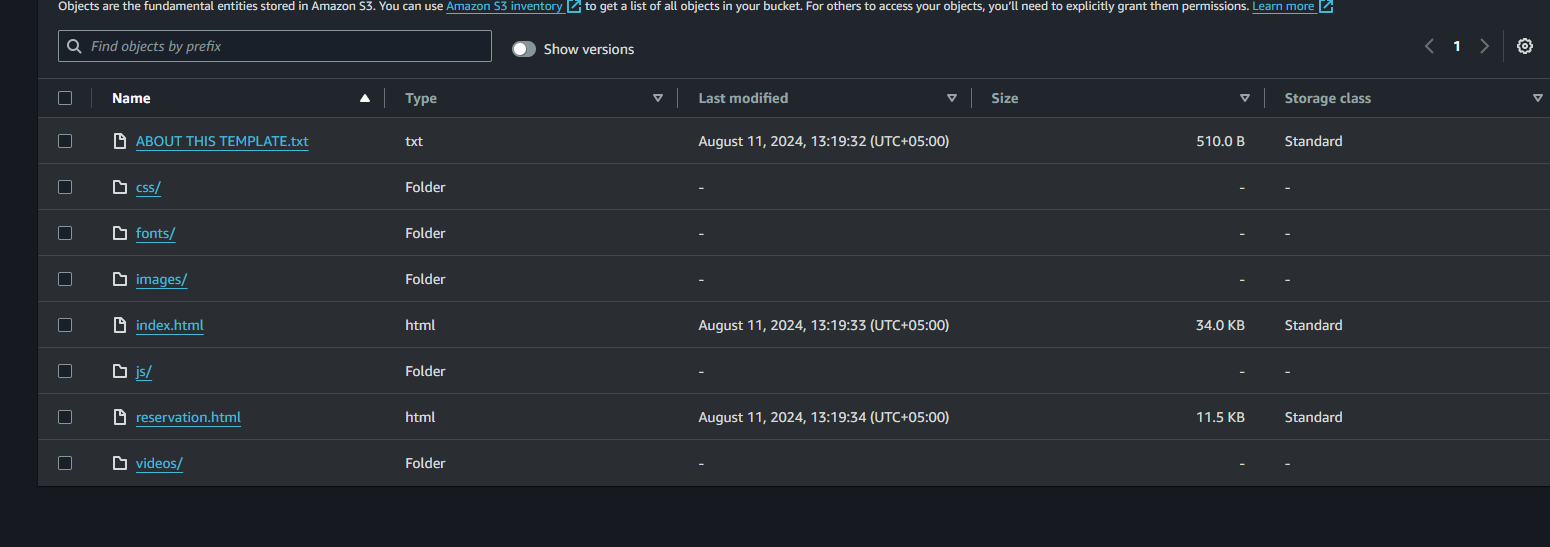 Objects are the fundamental entities stored in Amazon S3. You can use Amazon S3 inventory to get a list of all objects in your bucket. For others to access your objects, you'll need to explicitly grant them permissions. Learn more
Find objects by prefix Show versions 1
Name Type Last modified Size Storage class
ABOUT THIS TEMPLATE.txt txt August 11, 2024, 13:19:32 (UTC+05:00) 510.0 B Standard
css/ Folder - - -
fonts/ Folder - - -
images/ Folder - - -
index.html html August 11, 2024, 13:19:33 (UTC+05:00) 34.0 KB Standard
js/ Folder - - -
reservation.html html August 11, 2024, 13:19:34 (UTC+05:00) 11.5 KB Standard
videos/ Folder - - -